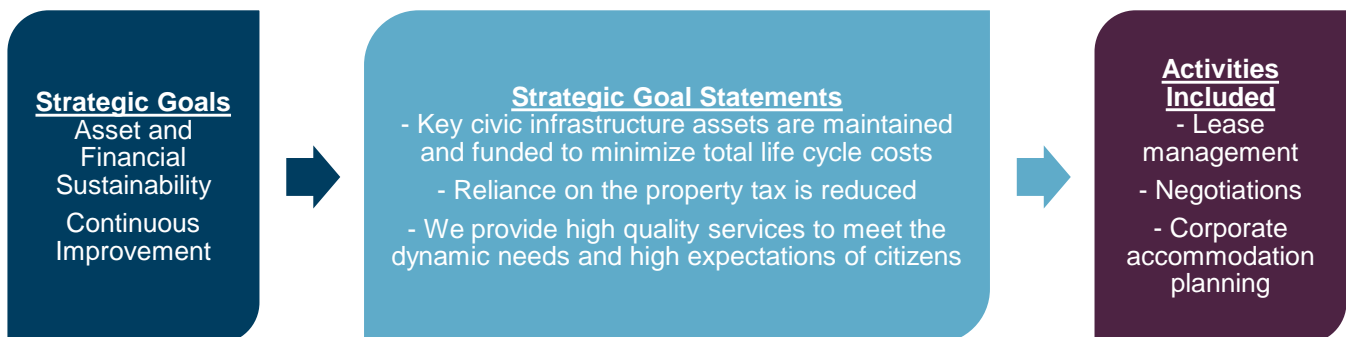 Strategic Goals
Asset and
Financial
Sustainability
Continuous
Improvement
Strategic Goal Statements
- Key civic infrastructure assets are maintained
and funded to minimize total life cycle costs
- Reliance on the property tax is reduced
- We provide high quality services to meet the
dynamic needs and high expectations of citizens
Activities
Included
- Lease
management
- Negotiations
- Corporate
accommodation
planning